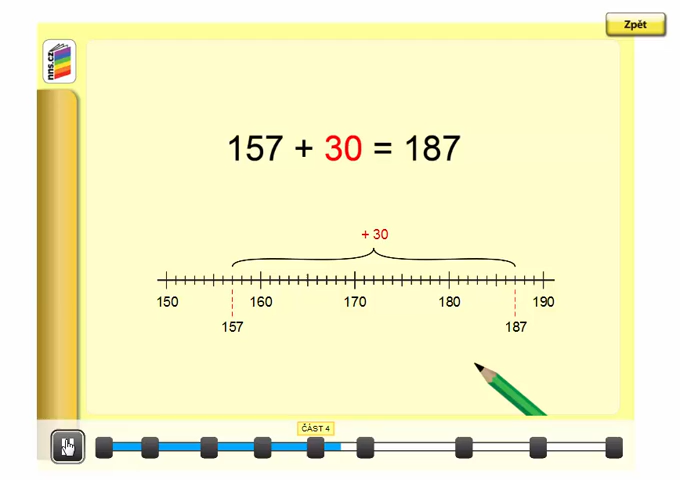 Zpět
nns.cz
157 + 30 = 187
+ 30
150 160 170 180 190
157 187
ČÁST 4